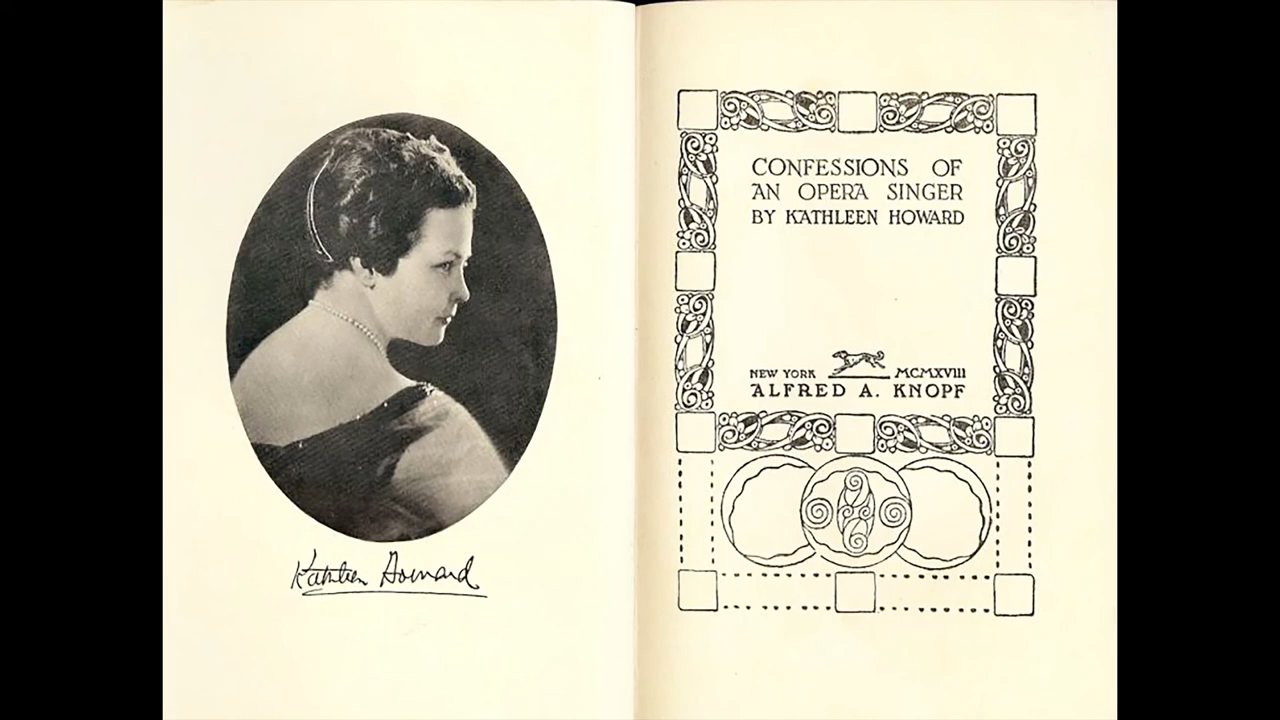 Kathleen Howard
CONFESSIONS OF
AN OPERA SINGER
BY KATHLEEN HOWARD
NEW YORK MCMXVIII
ALFRED A. KNOPF